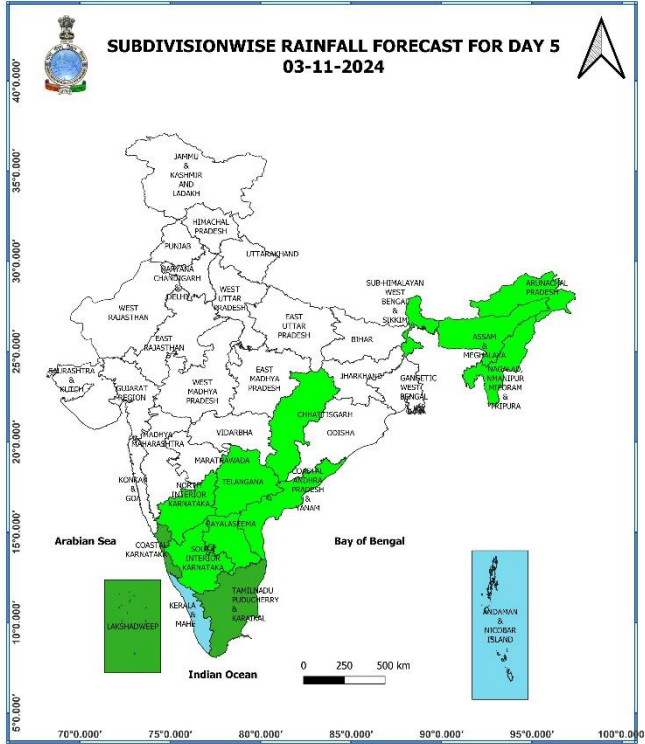 SUBDIVISIONWISE RAINFALL FORECAST FOR DAY 5
03-11-2024
40°0.000'
35°0.000'
30°0.000'
25°0.000'
20°0.000'
15°0.000'
10°0.000'
5°0.000'
JAMMU
&
KASHMIR
AND
LADAKH
HIMACHAL
PRADESH
PUNJAB
UTTARAKHAND
HARYANA
CHANDIGARH
&
DELHI
WEST
UTTAR
PRADESH
SUB-HIMALAYAN
WEST
BENGAL
&
SIKKIM
ARUNACHAL
PRADESH
WEST
RAJASTHAN
EAST
RAJASTHAN
EAST
UTTAR
PRADESH
BIHAR
ASSAM
&
MEGHALAYA
NAGALAND,
MANIPUR
MIZORAM
&
TRIPURA
SAURASHTRA
&
KUTCH
GUJARAT
REGION
WEST
MADHYA
PRADESH
EAST
MADHYA
PRADESH
JHARKHAND
GANGETIC
WEST
BENGAL
CHHATTISGARH
ODISHA
MADHYA
MAHARASHTRA
VIDARBHA
MARATHWADA
KONKAN
&
GOA
NORTH
INTERIOR
KARNATAKA
TELANGANA
COASTAL
ANDHRA
PRADESH
&
YANAM
RAYALASEEMA
Arabian Sea
Bay of Bengal
COASTAL
KARNATAKA
SOUTH
INTERIOR
KARNATAKA
KERALA
&
MAHE
TAMILNADU
PUDUCHERRY
&
KARAIKAL
LAKSHADWEEP
ANDAMAN
&
NICOBAR
ISLAND
Indian Ocean
0 250 500 km
70°0.000' 75°0.000' 80°0.000' 85°0.000' 90°0.000' 95°0.000' 100°0.000'